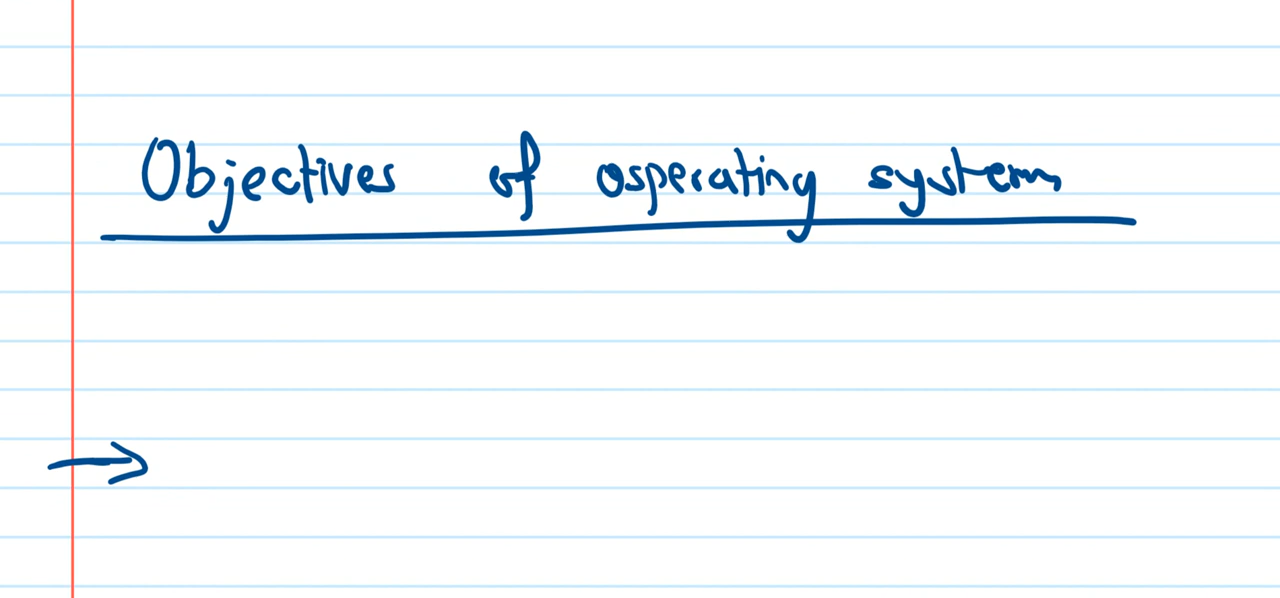 Objectives of osperating system
→